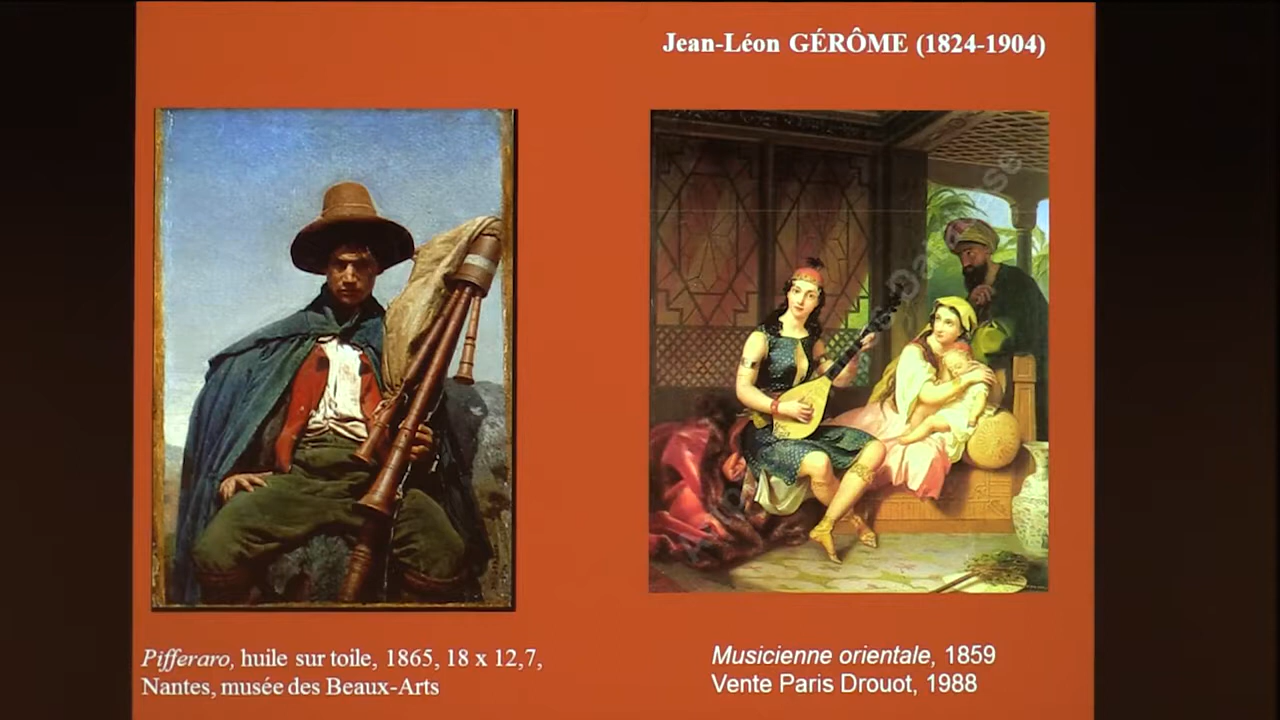 Jean-Léon GÉRÔME (1824-1904)
Pifferaro, huile sur toile, 1865, 18 x 12,7,
Nantes, musée des Beaux-Arts
Musicienne orientale, 1859
Vente Paris Drouot, 1988